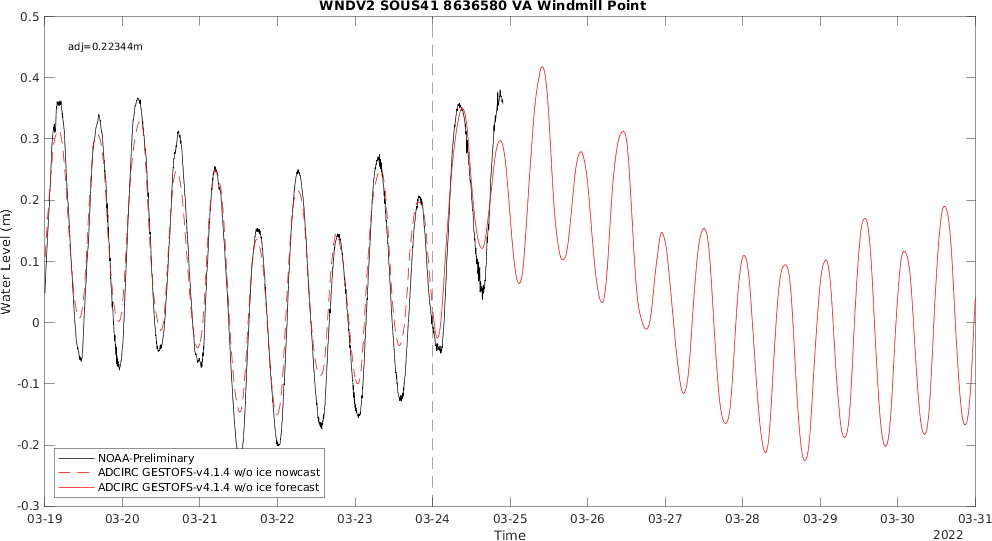 WNDV2 SOUS41 8636580 VA Windmill Point
adj=0.22344m
Water Level (m)
0.5
0.4
0.3
0.2
0.1
0
-0.1
-0.2
-0.3
NOAA-Preliminary
ADCIRC GESTOFS-v4.1.4 w/o ice nowcast
ADCIRC GESTOFS-v4.1.4 w/o ice forecast
03-19 03-20 03-21 03-22 03-23 03-24 03-25 03-26 03-27 03-28 03-29 03-30 03-31
Time
2022